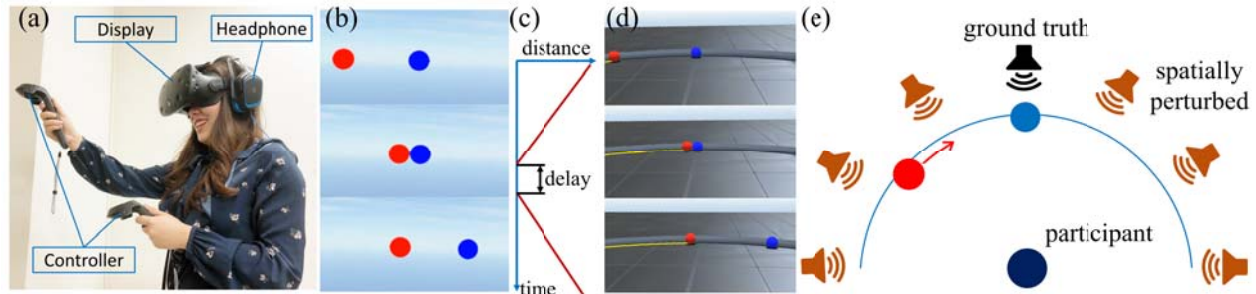 (a)
Display
Headphone
Controller
(b)
(c)
distance
delay
time
(d)
(e)
ground truth
spatially
perturbed
participant